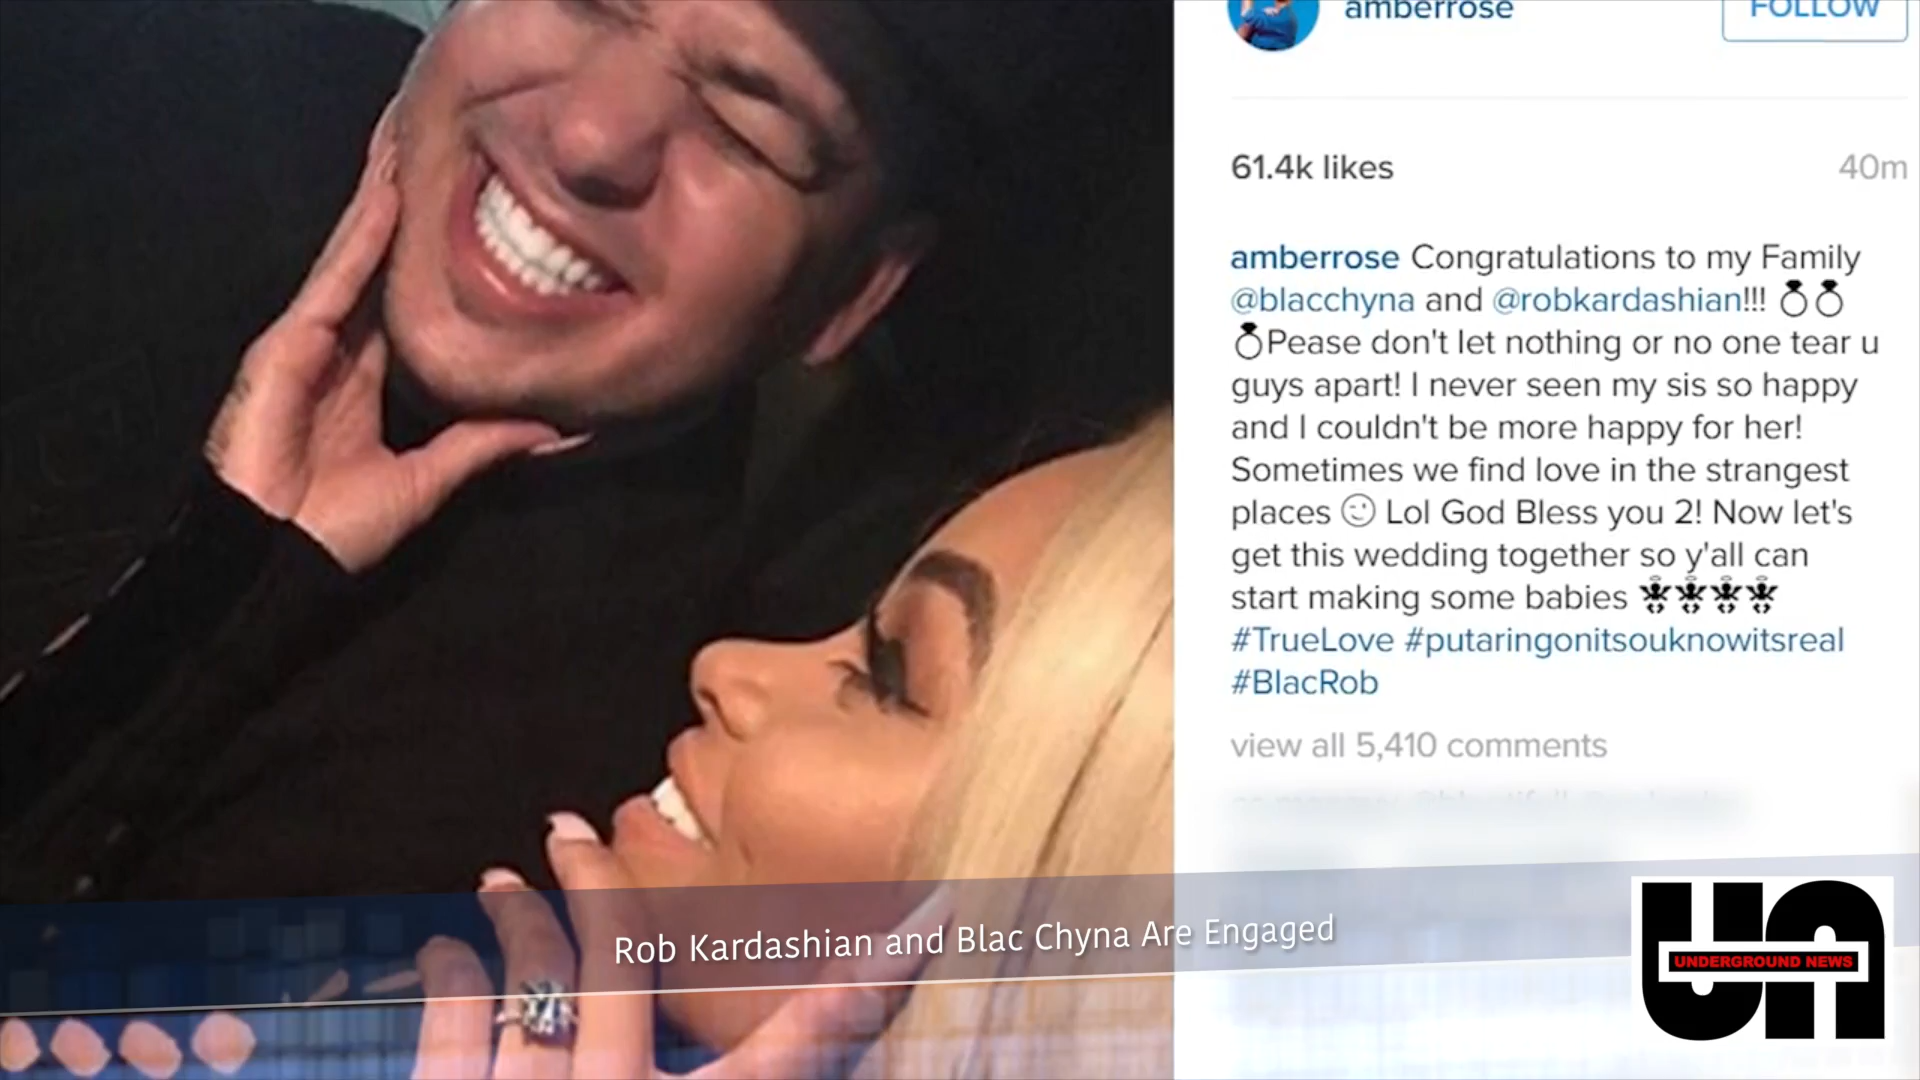 amberrose
FOLLOW
61.4k likes
40m
amberrose Congratulations to my Family
@blacchyna and @robkardashian!!! 💍💍
💍Pease don't let nothing or no one tear u
guys apart! I never seen my sis so happy
and I couldn't be more happy for her!
Sometimes we find love in the strangest
places 😉 Lol God Bless you 2! Now let's
get this wedding together so y'all can
start making some babies 👼👼👼👼
#TrueLove #putaringonitsouknowitsreal
#BlacRob
view all 5,410 comments
Rob Kardashian and Blac Chyna Are Engaged
UN
UNDERGROUND NEWS